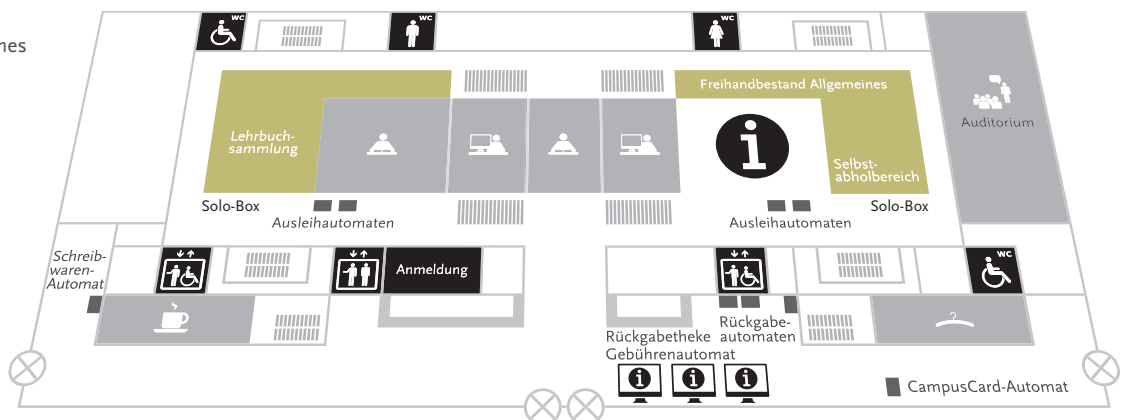 WC
WC
WC
nes
Freihandbestand Allgemeines
Auditorium
Lehrbuch-
sammlung
Selbst-
abholbereich
Solo-Box
Solo-Box
Ausleihautomaten
Ausleihautomaten
Schreib-
waren-
Automat
Anmeldung
WC
Rückgabetheke
Gebührenautomat
Rückgabe-
automaten
CampusCard-Automat